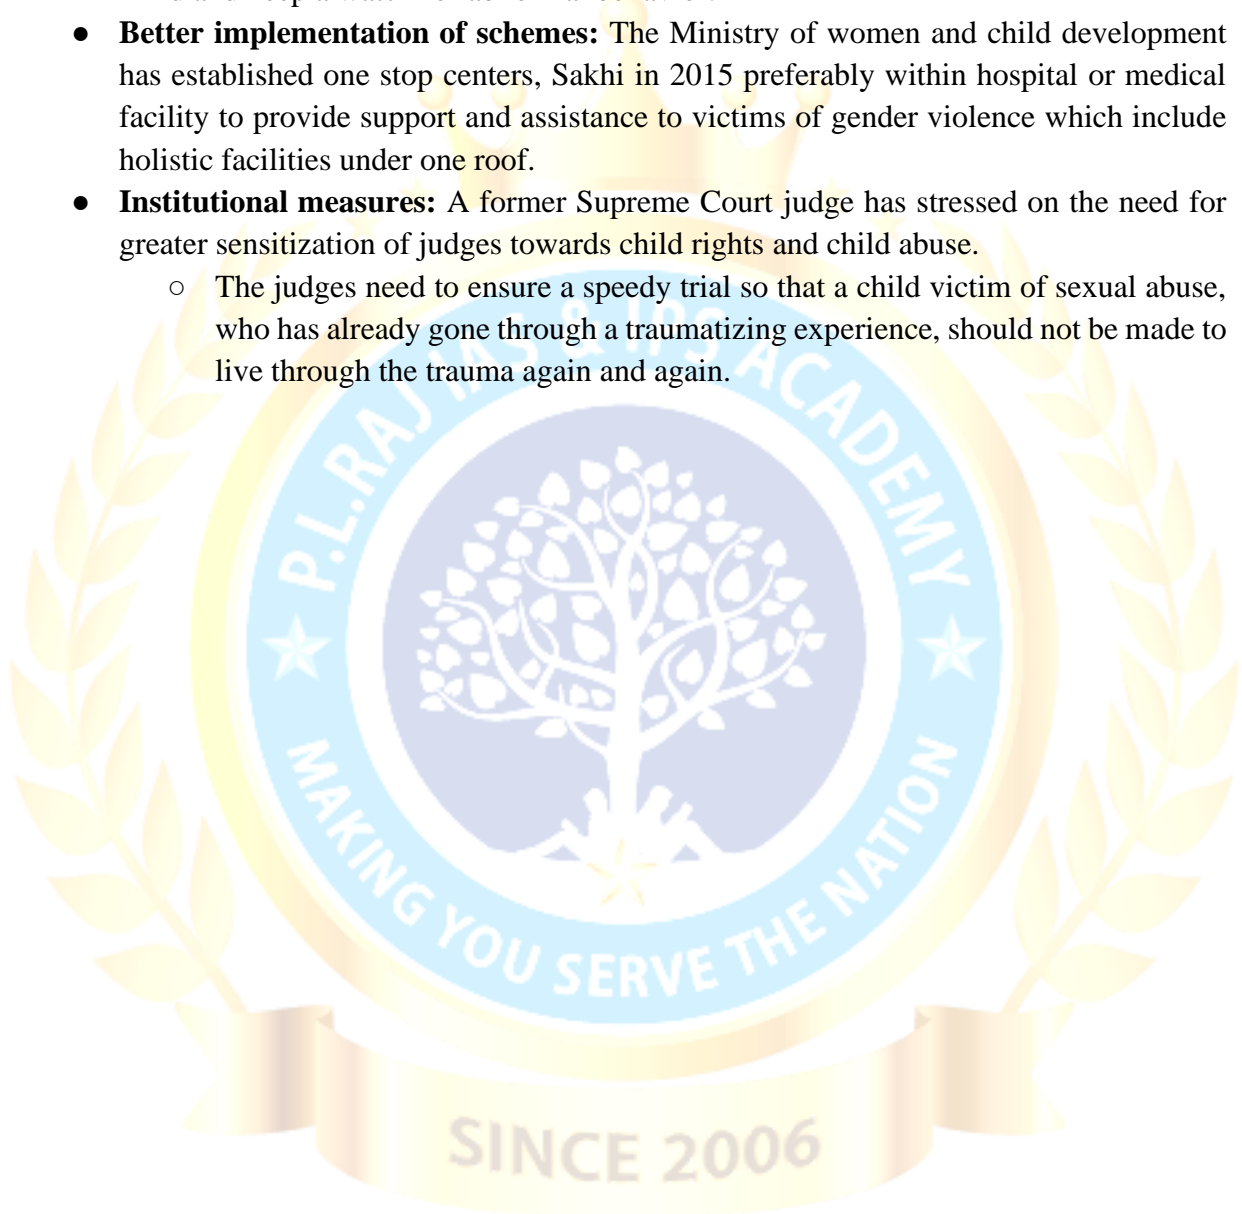 ● Better implementation of schemes: The Ministry of women and child development
has established one stop centers, Sakhi in 2015 preferably within hospital or medical
facility to provide support and assistance to victims of gender violence which include
holistic facilities under one roof.
● Institutional measures: A former Supreme Court judge has stressed on the need for
greater sensitization of judges towards child rights and child abuse.
○ The judges need to ensure a speedy trial so that a child victim of sexual abuse,
who has already gone through a traumatizing experience, should not be made to
live through the trauma again and again.
P.L.RAJ IAS & IPS ACADEMY
MAKING YOU SERVE THE NATION
SINCE 2006